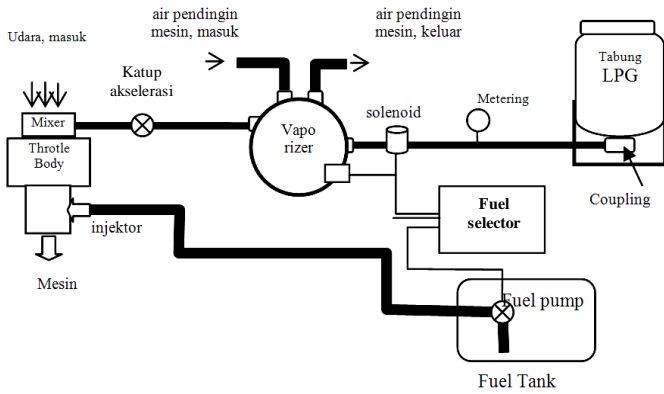 air pendingin
mesin, masuk
air pendingin
mesin, keluar
Udara, masuk
Katup
akselerasi
Tabung
LPG
solenoid
Metering
Mixer
Vapo
rizer
Throtle
Body
Coupling
Fuel
selector
injektor
Mesin
Fuel pump
Fuel Tank